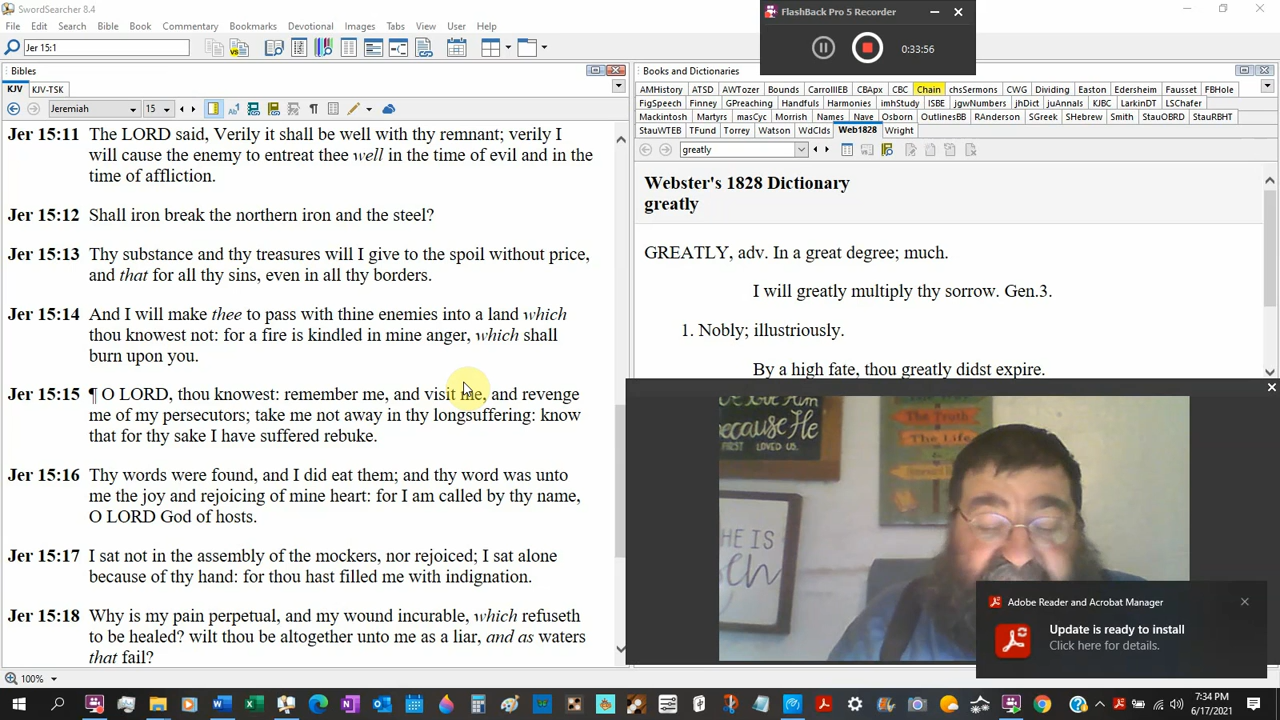 SwordSearcher 8.4
File Edit Search Book Commentary Bookmarks Devotional Images Tabs View User Help
Jer 15:1
FlashBack Pro 5 Recorder
0:33:56
Bibles
KJV KJV-TSK
Jeremiah 15
Jer 15:11 The LORD said, Verily it shall be well with thy remnant; verily I
will cause the enemy to entreat thee well in the time of evil and in the
time of affliction.
Jer 15:12 Shall iron break the northern iron and the steel?
Jer 15:13 Thy substance and thy treasures will I give to the spoil without price,
and that for all thy sins, even in all thy borders.
Jer 15:14 And I will make thee to pass with thine enemies into a land which
thou knowest not: for a fire is kindled in mine anger, which shall
burn upon you.
Jer 15:15 ¶ O LORD, thou knowest: remember me, and visit me, and revenge
me of my persecutors; take me not away in thy longsuffering: know
that for thy sake I have suffered rebuke.
Jer 15:16 Thy words were found, and I did eat them; and thy word was unto
me the joy and rejoicing of mine heart: for I am called by thy name,
O LORD God of hosts.
Jer 15:17 I sat not in the assembly of the mockers, nor rejoiced; I sat alone
because of thy hand: for thou hast filled me with indignation.
Jer 15:18 Why is my pain perpetual, and my wound incurable, which refuseth
to be healed? wilt thou be altogether unto me as a liar, and as waters
that fail?
100%
Books and Dictionaries
AMHistory ATSD AWTozer Bounds CarrollEB CBApx CBC Chain chsSermons CWG Dividing Easton Edersheim Fausset FBHole
FigSpeech Finney GPreaching Handfuls Harmonies imhStudy ISBE jgwNumbers jhDict juAnnals KJBC LarkinDT LSChafer
Mackintosh Martyrs masCyc Morrish Names Nave Osborn OutlinesBB RAnderson SGreek SHebrew Smith StauOBRD StauRBHT
StauWTEB TFund Torrey Watson WdClds Web1828 Wright
greatly
Webster's 1828 Dictionary
greatly
GREATLY, adv. In a great degree; much.
I will greatly multiply thy sorrow. Gen.3.
1. Nobly; illustriously.
By a high fate, thou greatly didst expire.
because He
FIRST LOVED US.
The Truth
The Life
HE IS
Adobe Reader and Acrobat Manager
Update is ready to install
Click here for details.
7:34 PM
6/17/2021